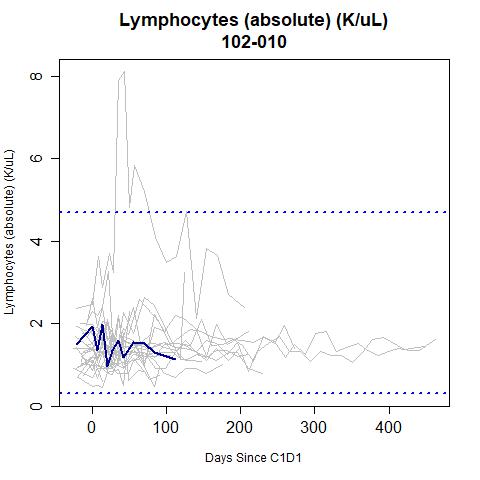 Lymphocytes (absolute) (K/uL)
102-010
Lymphocytes (absolute) (K/uL)
8
6
4
2
0
0 100 200 300 400
Days Since C1D1